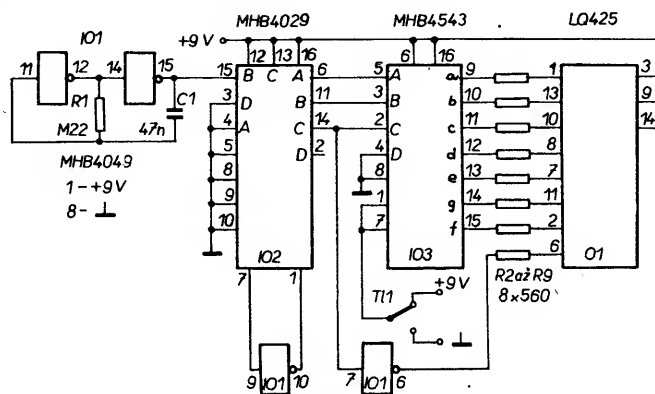 MHB4029 MHB4543 LQ425
+9 V
IO1 12 13 16 6 16
11 12 14 15 15 B C A 6 5 A a 9 1 3
3 D B 11 3 B b 10 13 9
R1 C1 4 A C 14 2 C c 11 10 14
M22 47n 5 D 2 4 D d 12 8
MHB4049 8 8 e 13 7
1 - +9V 9 1 g 14 11
8 - 10 7 f 15 2
IO2 IO3 6 O1
7 1 Tl1 +9 V R2 až R9
8 × 560
9 IO1 10 7 IO1 6